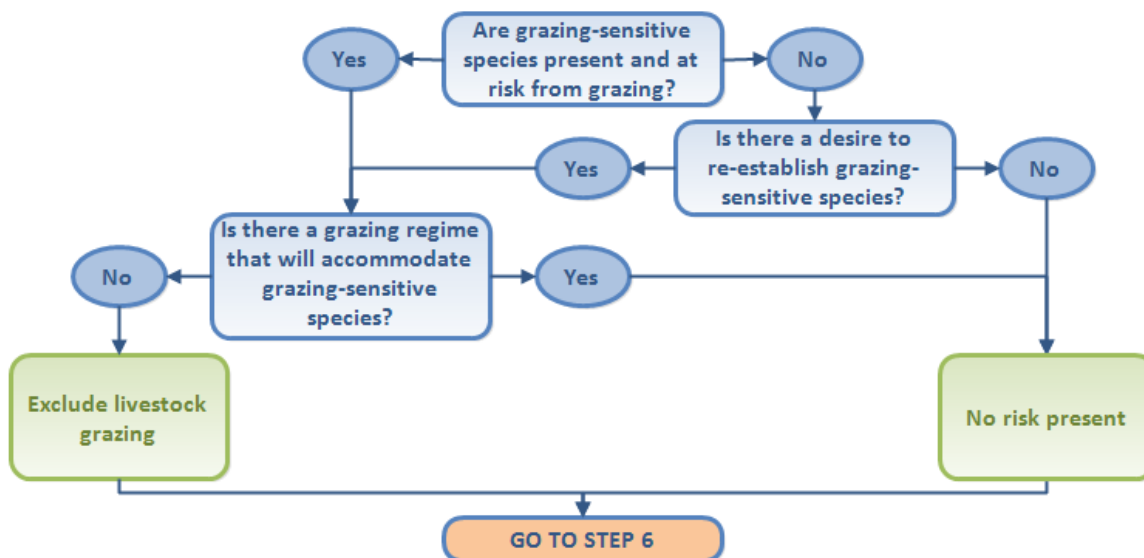 Are grazing-sensitive
species present and at
risk from grazing?
Yes
No
Is there a desire to
re-establish grazing-
sensitive species?
Yes
No
Is there a grazing regime
that will accommodate
grazing-sensitive
species?
No
Yes
Exclude livestock
grazing
No risk present
GO TO STEP 6